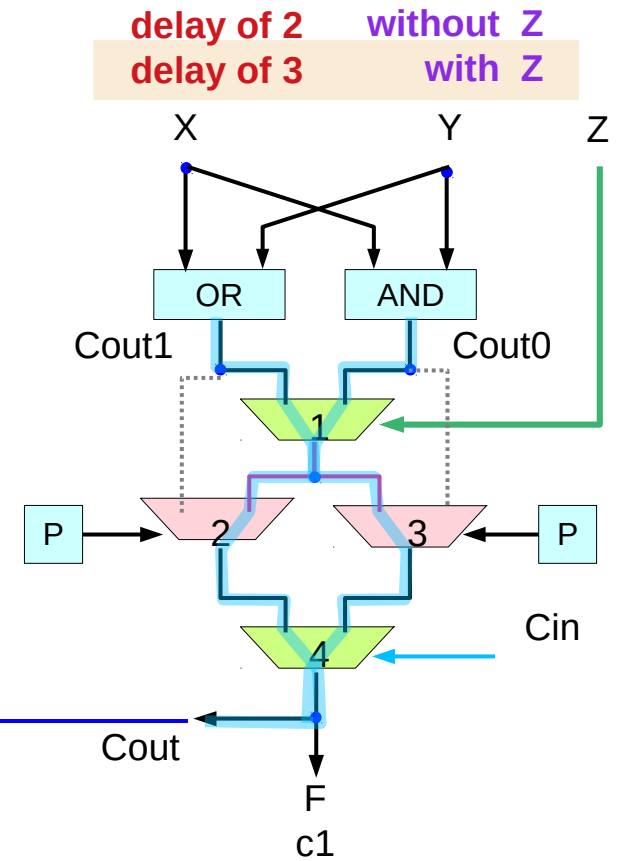 delay of 2 without Z
delay of 3 with Z
X Y Z
OR AND
Cout1 Cout0
1
P 2 3 P
Cin
4
Cout
F
c1